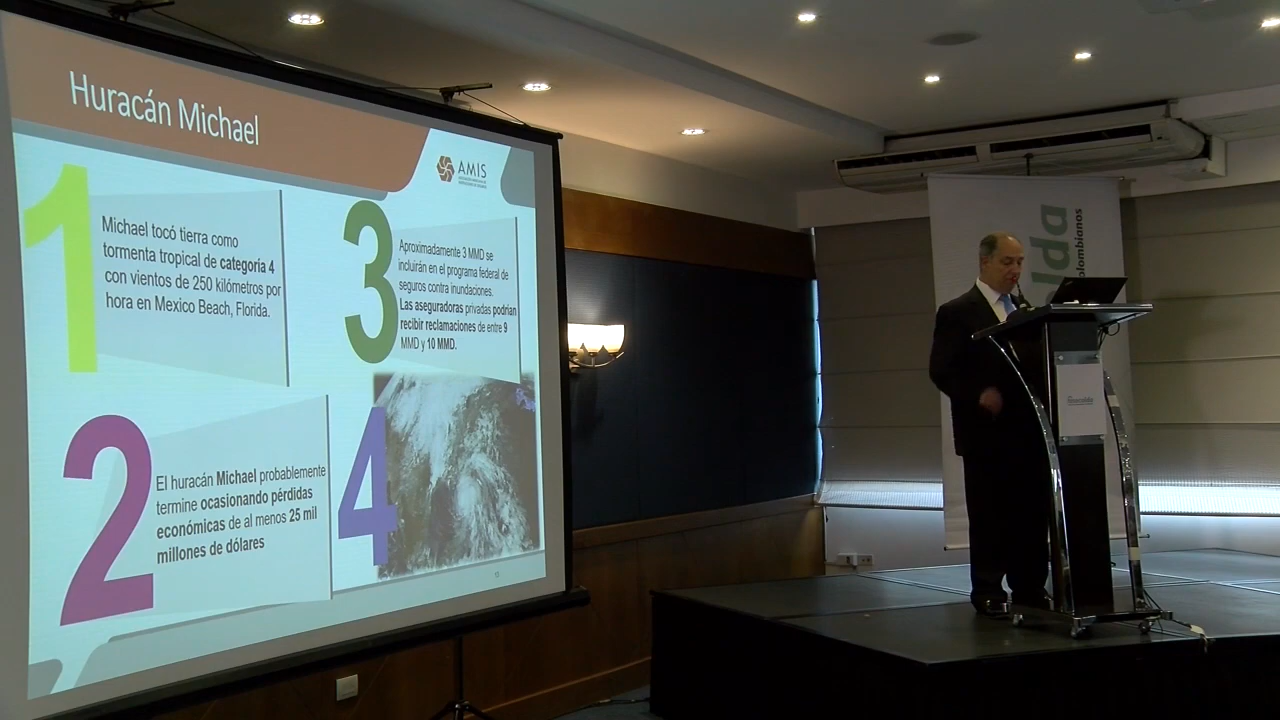 Huracán Michael
AMIS
1
Michael tocó tierra como
tormenta tropical de categoría 4
con vientos de 250 kilómetros por
hora en Mexico Beach, Florida.
2
El huracán Michael probablemente
termine ocasionando pérdidas
económicas de al menos 25 mil
millones de dólares
3
Aproximadamente 3 MMD se
incluirán en el programa federal de
seguros contra inundaciones.
Las aseguradoras privadas podrían
recibir reclamaciones de entre 9
MMD y 10 MMD.
4
lda
olombianos